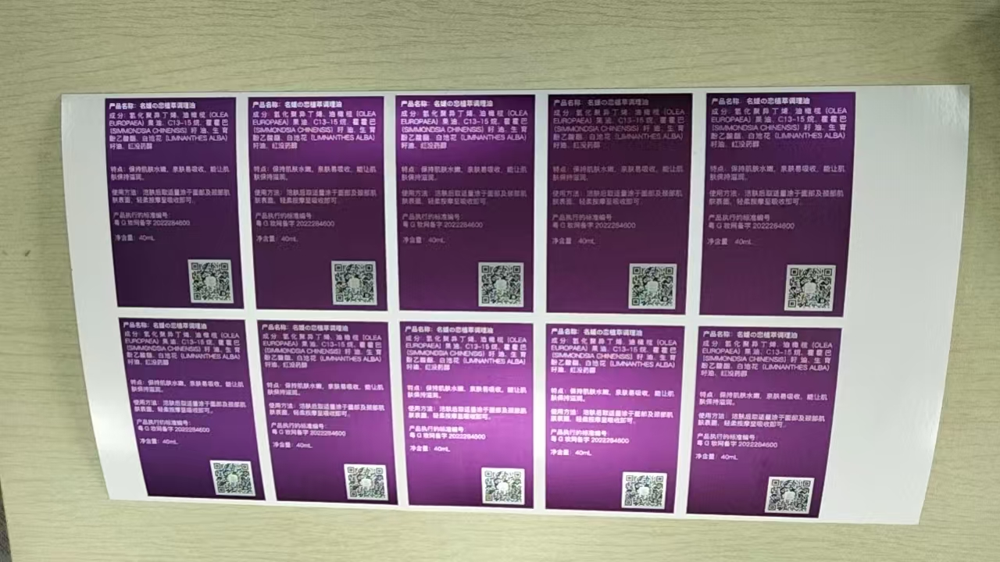 产品名称：名媛の恋植萃调理油
成分：氢化聚异丁烯、油橄榄（OLEA
EUROPAEA）果油、C13-15 烷、霍霍巴
（SIMMONDSIA CHINENSIS）籽油、生育
酚乙酸酯、白池花（LIMNANTHES ALBA）
籽油、红没药醇
特点：保持肌肤水嫩，亲肤易吸收，能让肌
肤保持滋润。
使用方法：洁肤后取适量涂于面部及颈部肌
肤表面，轻柔按摩至吸收即可。
产品执行的标准编号：
粤 G 妆网备字 2022284600
净含量：40mL
产品名称：名媛の恋植萃调理油
成分：氢化聚异丁烯、油橄榄（OLEA
EUROPAEA）果油、C13-15 烷、霍霍巴
（SIMMONDSIA CHINENSIS）籽油、生育
酚乙酸酯、白池花（LIMNANTHES ALBA）
籽油、红没药醇
特点：保持肌肤水嫩，亲肤易吸收，能让肌
肤保持滋润。
使用方法：洁肤后取适量涂于面部及颈部肌
肤表面，轻柔按摩至吸收即可。
产品执行的标准编号：
粤 G 妆网备字 2022284600
净含量：40mL
产品名称：名媛の恋植萃调理油
成分：氢化聚异丁烯、油橄榄（OLEA
EUROPAEA）果油、C13-15 烷、霍霍巴
（SIMMONDSIA CHINENSIS）籽油、生育
酚乙酸酯、白池花（LIMNANTHES ALBA）
籽油、红没药醇
特点：保持肌肤水嫩，亲肤易吸收，能让肌
肤保持滋润。
使用方法：洁肤后取适量涂于面部及颈部肌
肤表面，轻柔按摩至吸收即可。
产品执行的标准编号：
粤 G 妆网备字 2022284600
净含量：40mL
产品名称：名媛の恋植萃调理油
成分：氢化聚异丁烯、油橄榄（OLEA
EUROPAEA）果油、C13-15 烷、霍霍巴
（SIMMONDSIA CHINENSIS）籽油、生育
酚乙酸酯、白池花（LIMNANTHES ALBA）
籽油、红没药醇
特点：保持肌肤水嫩，亲肤易吸收，能让肌
肤保持滋润。
使用方法：洁肤后取适量涂于面部及颈部肌
肤表面，轻柔按摩至吸收即可。
产品执行的标准编号：
粤 G 妆网备字 2022284600
净含量：40mL
产品名称：名媛の恋植萃调理油
成分：氢化聚异丁烯、油橄榄（OLEA
EUROPAEA）果油、C13-15 烷、霍霍巴
（SIMMONDSIA CHINENSIS）籽油、生育
酚乙酸酯、白池花（LIMNANTHES ALBA）
籽油、红没药醇
特点：保持肌肤水嫩，亲肤易吸收，能让肌
肤保持滋润。
使用方法：洁肤后取适量涂于面部及颈部肌
肤表面，轻柔按摩至吸收即可。
产品执行的标准编号：
粤 G 妆网备字 2022284600
净含量：40mL
产品名称：名媛の恋植萃调理油
成分：氢化聚异丁烯、油橄榄（OLEA
EUROPAEA）果油、C13-15 烷、霍霍巴
（SIMMONDSIA CHINENSIS）籽油、生育
酚乙酸酯、白池花（LIMNANTHES ALBA）
籽油、红没药醇
特点：保持肌肤水嫩，亲肤易吸收，能让肌
肤保持滋润。
使用方法：洁肤后取适量涂于面部及颈部肌
肤表面，轻柔按摩至吸收即可。
产品执行的标准编号：
粤 G 妆网备字 2022284600
净含量：40mL
产品名称：名媛の恋植萃调理油
成分：氢化聚异丁烯、油橄榄（OLEA
EUROPAEA）果油、C13-15 烷、霍霍巴
（SIMMONDSIA CHINENSIS）籽油、生育
酚乙酸酯、白池花（LIMNANTHES ALBA）
籽油、红没药醇
特点：保持肌肤水嫩，亲肤易吸收，能让肌
肤保持滋润。
使用方法：洁肤后取适量涂于面部及颈部肌
肤表面，轻柔按摩至吸收即可。
产品执行的标准编号：
粤 G 妆网备字 2022284600
净含量：40mL
产品名称：名媛の恋植萃调理油
成分：氢化聚异丁烯、油橄榄（OLEA
EUROPAEA）果油、C13-15 烷、霍霍巴
（SIMMONDSIA CHINENSIS）籽油、生育
酚乙酸酯、白池花（LIMNANTHES ALBA）
籽油、红没药醇
特点：保持肌肤水嫩，亲肤易吸收，能让肌
肤保持滋润。
使用方法：洁肤后取适量涂于面部及颈部肌
肤表面，轻柔按摩至吸收即可。
产品执行的标准编号：
粤 G 妆网备字 2022284600
净含量：40mL
产品名称：名媛の恋植萃调理油
成分：氢化聚异丁烯、油橄榄（OLEA
EUROPAEA）果油、C13-15 烷、霍霍巴
（SIMMONDSIA CHINENSIS）籽油、生育
酚乙酸酯、白池花（LIMNANTHES ALBA）
籽油、红没药醇
特点：保持肌肤水嫩，亲肤易吸收，能让肌
肤保持滋润。
使用方法：洁肤后取适量涂于面部及颈部肌
肤表面，轻柔按摩至吸收即可。
产品执行的标准编号：
粤 G 妆网备字 2022284600
净含量：40mL
产品名称：名媛の恋植萃调理油
成分：氢化聚异丁烯、油橄榄（OLEA
EUROPAEA）果油、C13-15 烷、霍霍巴
（SIMMONDSIA CHINENSIS）籽油、生育
酚乙酸酯、白池花（LIMNANTHES ALBA）
籽油、红没药醇
特点：保持肌肤水嫩，亲肤易吸收，能让肌
肤保持滋润。
使用方法：洁肤后取适量涂于面部及颈部肌
肤表面，轻柔按摩至吸收即可。
产品执行的标准编号：
粤 G 妆网备字 2022284600
净含量：40mL